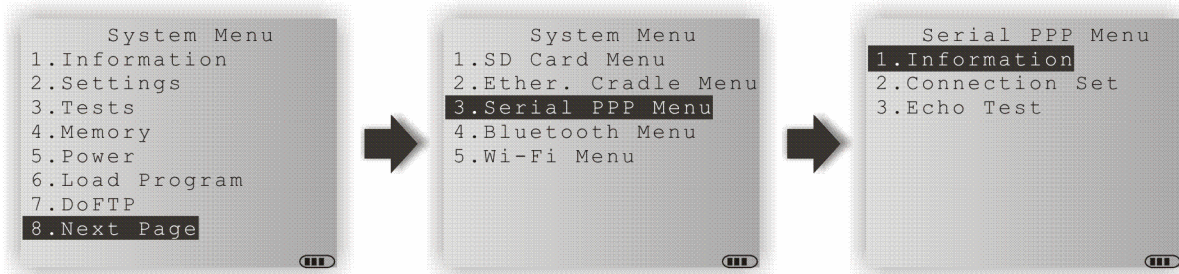 System Menu
1.Information
2.Settings
3.Tests
4.Memory
5.Power
6.Load Program
7.DoFTP
8.Next Page
System Menu
1.SD Card Menu
2.Ether. Cradle Menu
3.Serial PPP Menu
4.Bluetooth Menu
5.Wi-Fi Menu
Serial PPP Menu
1.Information
2.Connection Set
3.Echo Test